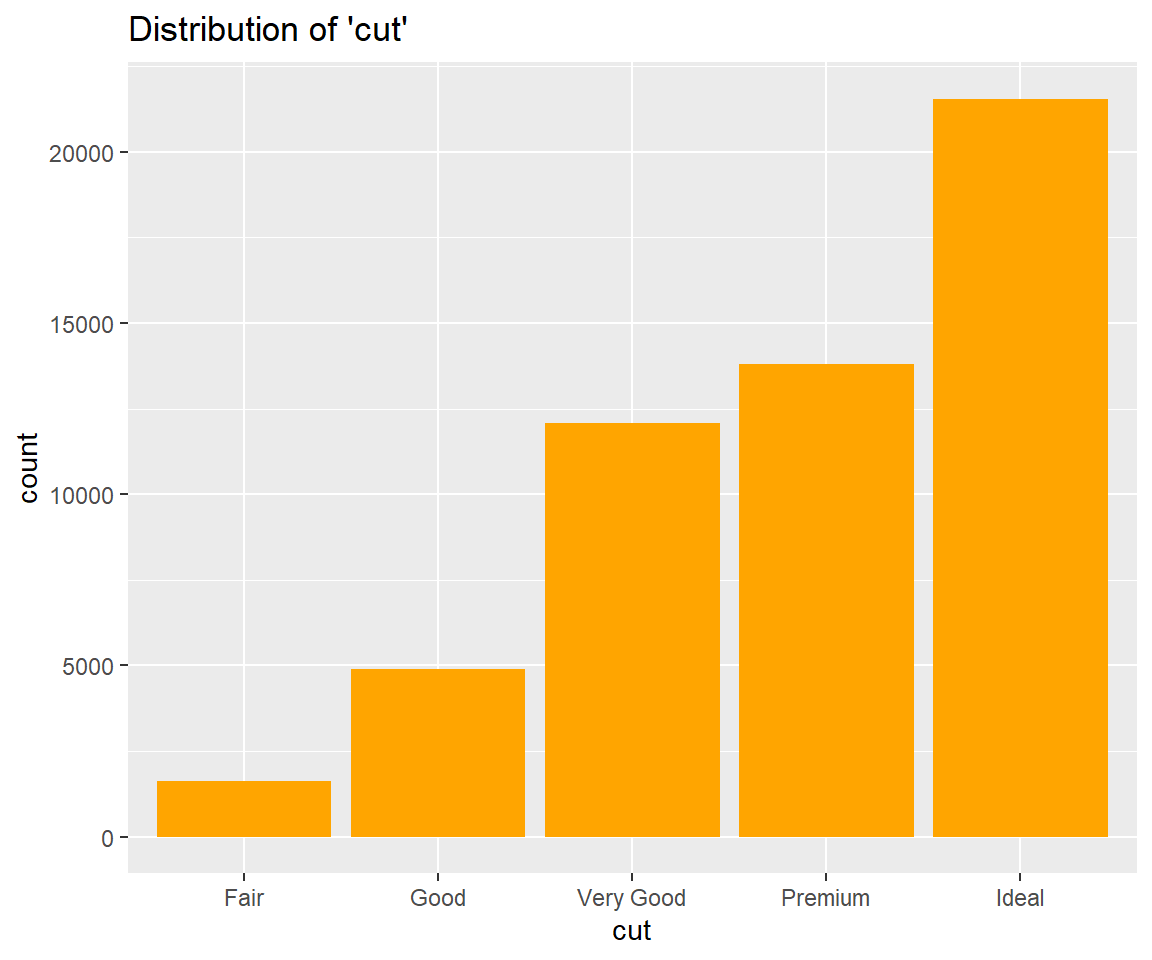 Distribution of 'cut'
count
20000
15000
10000
5000
0
Fair Good Very Good Premium Ideal
cut